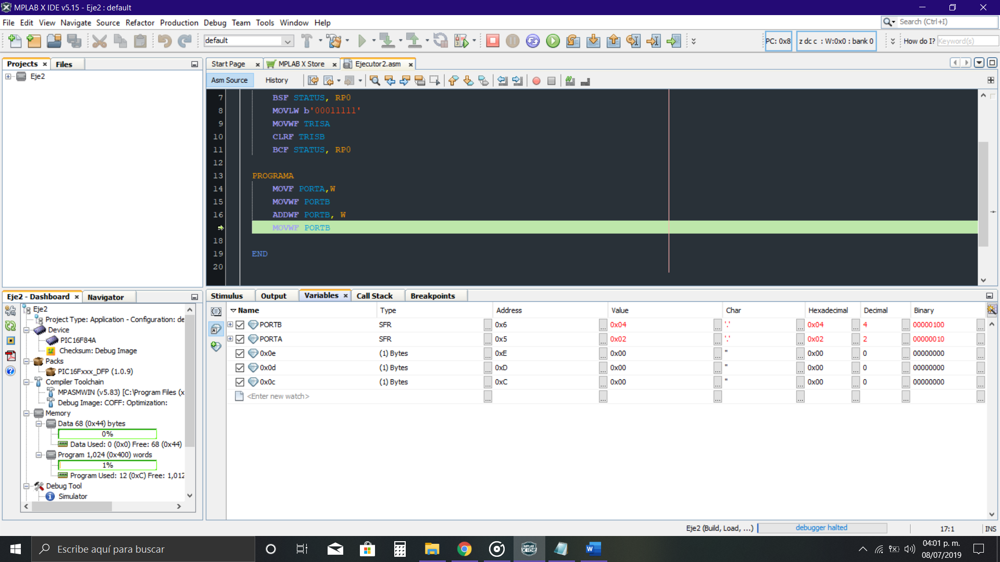 MPLAB X IDE v5.15 - Eje2 : default
File Edit View Navigate Source Refactor Production Debug Team Tools Window Help
Search (Ctrl+I)
default
PC: 0x8
z dc c : W:0x0 : bank 0
How do I?
Keyword(s)
Projects
Files
Eje2
Start Page
MPLAB X Store
Ejecutor2.asm
Asm Source
History
7 BSF STATUS, RP0
8 MOVLW b'00011111'
9 MOVWF TRISA
10 CLRF TRISB
11 BCF STATUS, RP0
12
13 PROGRAMA
14 MOVF PORTA,W
15 MOVWF PORTB
16 ADDWF PORTB, W
MOVWF PORTB
18
19 END
20
Eje2 - Dashboard
Navigator
Eje2
Project Type: Application - Configuration: de
Device
PIC16F84A
Checksum: Debug Image
Packs
PIC16Fxxx_DFP (1.0.9)
Compiler Toolchain
MPASMWIN (v5.83) [C:\Program Files (x
Debug Image: COFF: Optimization:
Memory
Data 68 (0x44) bytes
0%
Data Used: 0 (0x0) Free: 68 (0x44)
Program 1,024 (0x400) words
1%
Program Used: 12 (0xC) Free: 1,012
Debug Tool
Simulator
Stimulus
Output
Variables
Call Stack
Breakpoints
Name Type Address Value Char Hexadecimal Decimal Binary
PORTB SFR ... 0x6 ... 0x04 ... '.' ... 0x04 ... 4 ... 00000100 ...
PORTA SFR ... 0x5 ... 0x02 ... '.' ... 0x02 ... 2 ... 00000010 ...
0x0e (1) Bytes ... 0xE ... 0x00 ... '' ... 0x00 ... 0 ... 00000000 ...
0x0d (1) Bytes ... 0xD ... 0x00 ... '' ... 0x00 ... 0 ... 00000000 ...
0x0c (1) Bytes ... 0xC ... 0x00 ... '' ... 0x00 ... 0 ... 00000000 ...
<Enter new watch> ... ... ... ... ... ... ...
Eje2 (Build, Load, ...)
debugger halted
17:1
INS
Escribe aquí para buscar
04:01 p. m.
08/07/2019